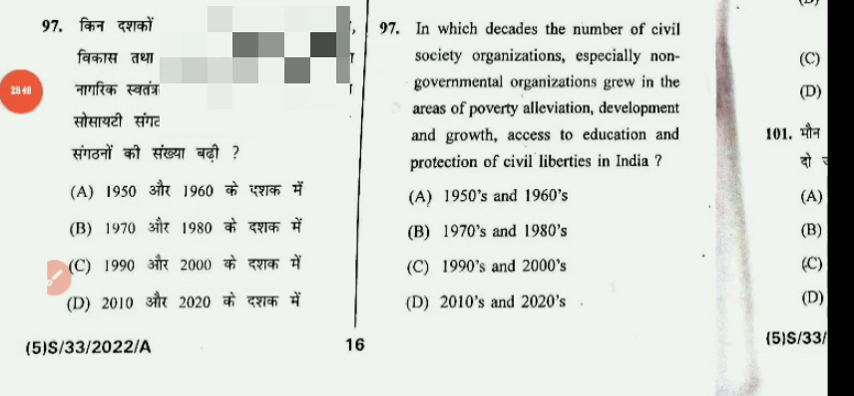 97. किन दशकों
विकास तथा
नागरिक स्वतंत्र
सोसायटी संगठ
संगठनों की संख्या बढ़ी ?
(A) 1950 और 1960 के दशक में
(B) 1970 और 1980 के दशक में
(C) 1990 और 2000 के दशक में
(D) 2010 और 2020 के दशक में
(5)S/33/2022/A
28 48
97. In which decades the number of civil
society organizations, especially non-
governmental organizations grew in the
areas of poverty alleviation, development
and growth, access to education and
protection of civil liberties in India ?
(A) 1950's and 1960's
(B) 1970's and 1980's
(C) 1990's and 2000's
(D) 2010's and 2020's
16
(C)
(D)
101. मौन
दो
(A)
(B)
(C)
(D)
(5)S/33/